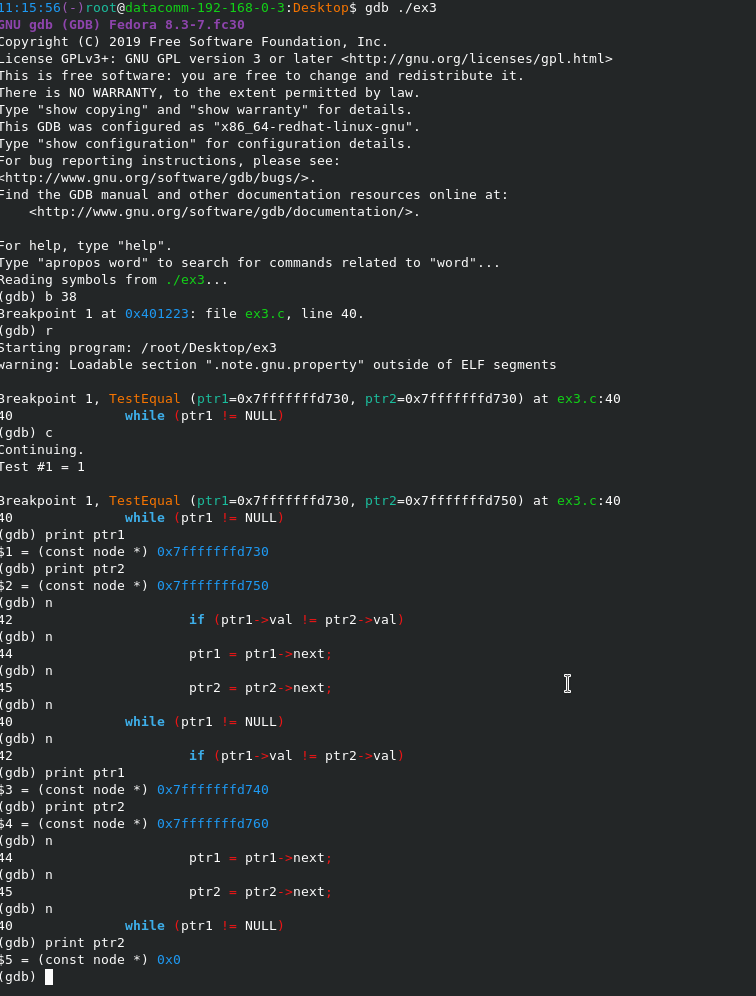 11:15:56(-)root@datacomm-192-168-0-3:Desktop$ gdb ./ex3
GNU gdb (GDB) Fedora 8.3-7.fc30
Copyright (C) 2019 Free Software Foundation, Inc.
License GPLv3+: GNU GPL version 3 or later <http://gnu.org/licenses/gpl.html>
This is free software: you are free to change and redistribute it.
There is NO WARRANTY, to the extent permitted by law.
Type "show copying" and "show warranty" for details.
This GDB was configured as "x86_64-redhat-linux-gnu".
Type "show configuration" for configuration details.
For bug reporting instructions, please see:
<http://www.gnu.org/software/gdb/bugs/>.
Find the GDB manual and other documentation resources online at:
    <http://www.gnu.org/software/gdb/documentation/>.

For help, type "help".
Type "apropos word" to search for commands related to "word"...
Reading symbols from ./ex3...
(gdb) b 38
Breakpoint 1 at 0x401223: file ex3.c, line 40.
(gdb) r
Starting program: /root/Desktop/ex3
warning: Loadable section ".note.gnu.property" outside of ELF segments

Breakpoint 1, TestEqual (ptr1=0x7fffffffd730, ptr2=0x7fffffffd730) at ex3.c:40
40              while (ptr1 != NULL)
(gdb) c
Continuing.
Test #1 = 1

Breakpoint 1, TestEqual (ptr1=0x7fffffffd730, ptr2=0x7fffffffd750) at ex3.c:40
40              while (ptr1 != NULL)
(gdb) print ptr1
$1 = (const node *) 0x7fffffffd730
(gdb) print ptr2
$2 = (const node *) 0x7fffffffd750
(gdb) n
42                      if (ptr1->val != ptr2->val)
(gdb) n
44                      ptr1 = ptr1->next;
(gdb) n
45                      ptr2 = ptr2->next;
(gdb) n
40              while (ptr1 != NULL)
(gdb) n
42                      if (ptr1->val != ptr2->val)
(gdb) print ptr1
$3 = (const node *) 0x7fffffffd740
(gdb) print ptr2
$4 = (const node *) 0x7fffffffd760
(gdb) n
44                      ptr1 = ptr1->next;
(gdb) n
45                      ptr2 = ptr2->next;
(gdb) n
40              while (ptr1 != NULL)
(gdb) print ptr2
$5 = (const node *) 0x0
(gdb)